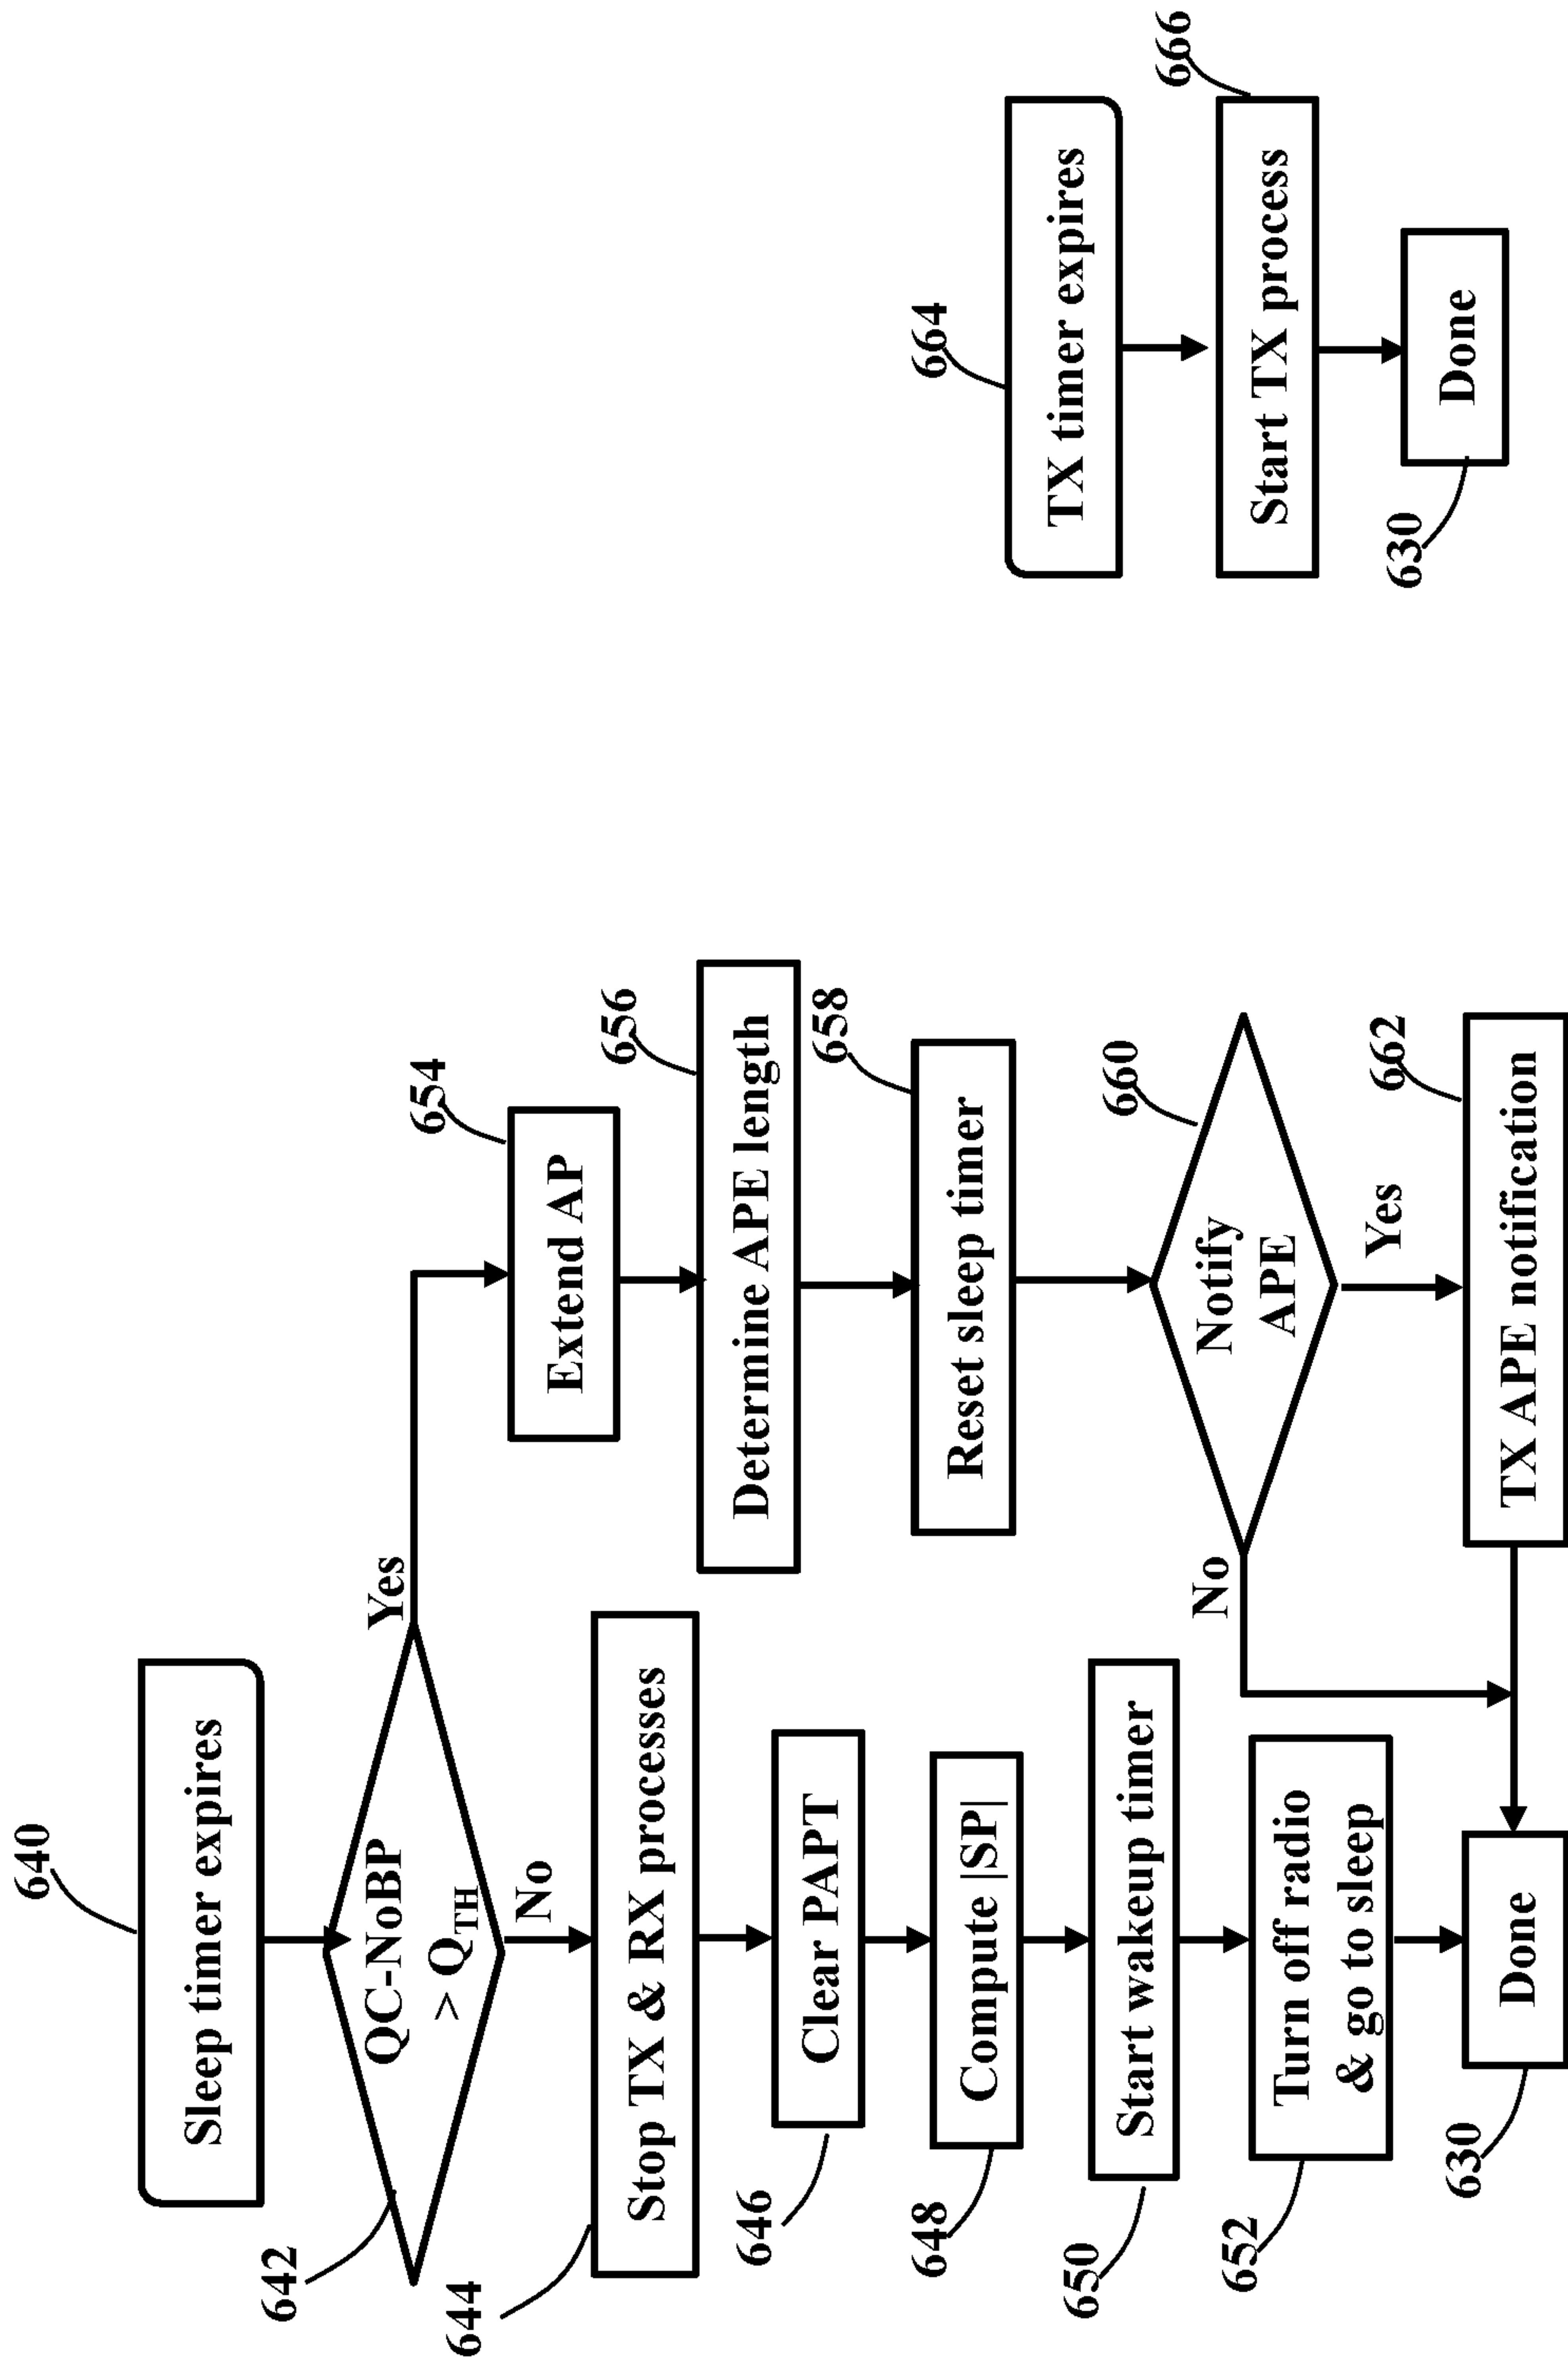 640
Sleep timer expires
642
QC-NoBP
> QTH
Yes
No
644
Stop TX & RX processes
646
Clear PAPT
648
Compute |SP|
650
Start wakeup timer
652
Turn off radio
& go to sleep
630
Done
654
Extend AP
656
Determine APE length
658
Reset sleep timer
660
Notify
APE
No
Yes
662
TX APE notification
664
TX timer expires
666
Start TX process
630
Done